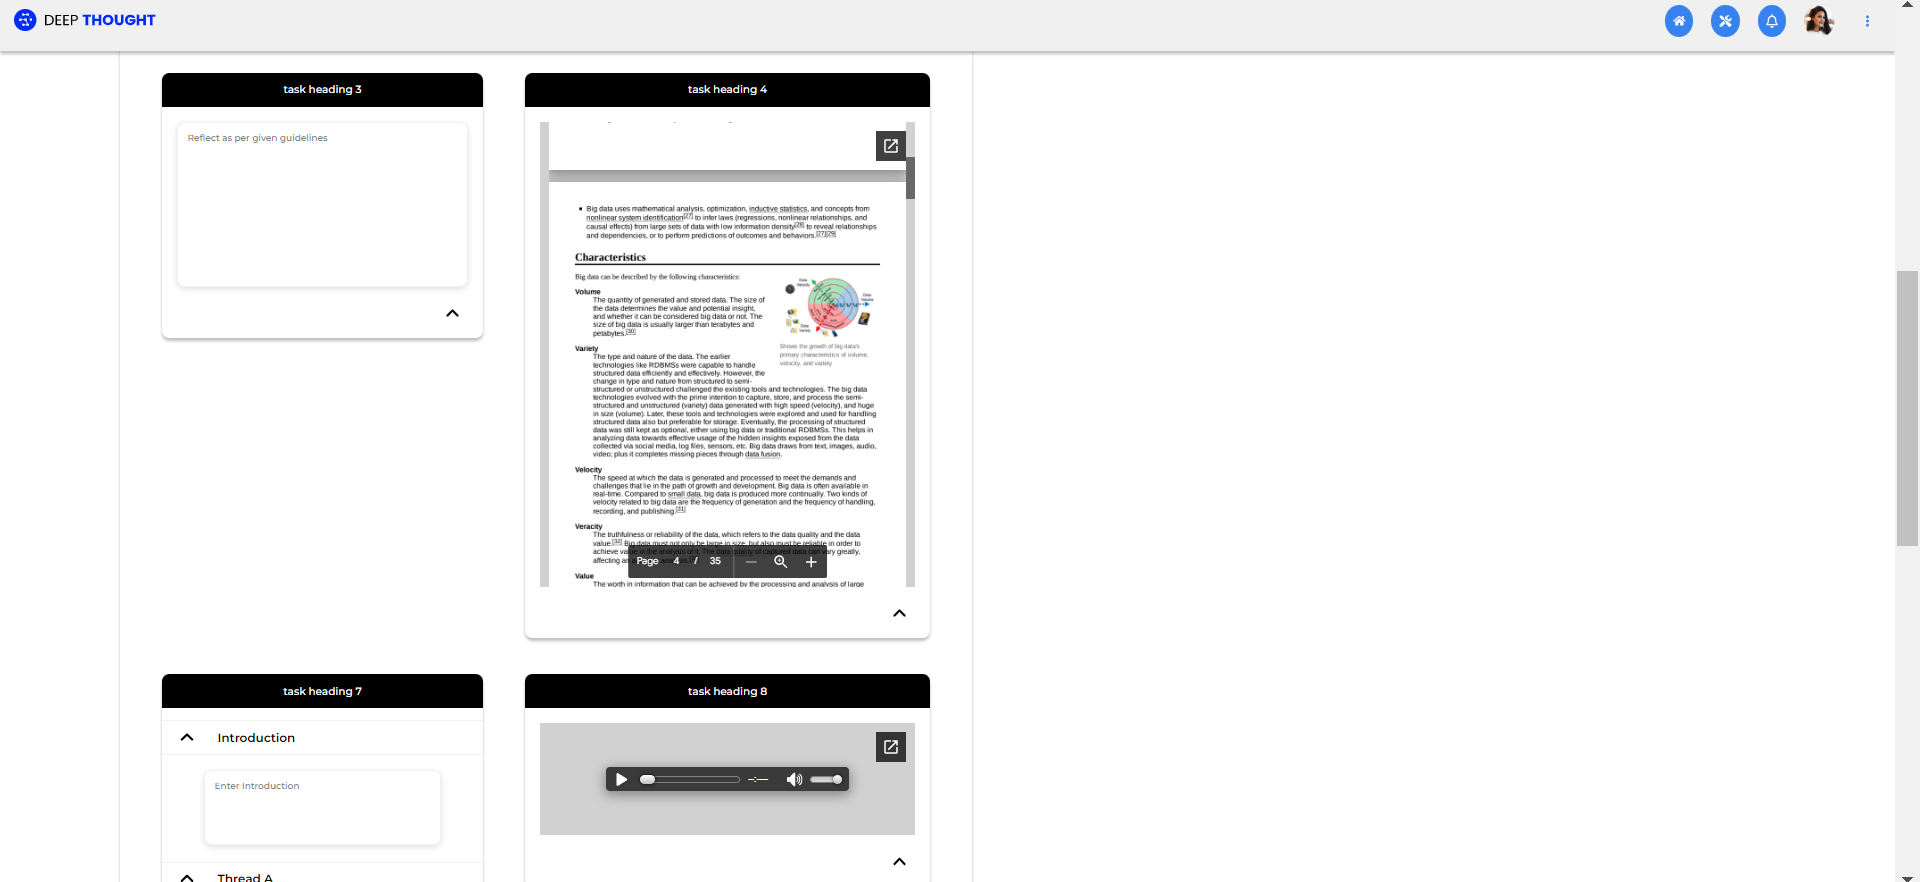 DEEP THOUGHT
task heading 3
Reflect as per given guidelines
task heading 4
Big data uses mathematical analysis, optimization, inductive statistics, and concepts from
nonlinear system identification[27] to infer laws (regressions, nonlinear relationships, and
causal effects) from large sets of data with low information density[28] to reveal relationships
and dependencies, or to perform predictions of outcomes and behaviors.[27][29]
Characteristics
Big data can be described by the following characteristics:
Volume
The quantity of generated and stored data. The size of
the data determines the value and potential insight,
and whether it can be considered big data or not. The
size of big data is usually larger than terabytes and
petabytes.[30]
Data
Velocity
Data
Volume
Data
Variety
Shows the growth of big data's
primary characteristics of volume,
velocity, and variety
Variety
The type and nature of the data. The earlier
technologies like RDBMSs were capable to handle
structured data efficiently and effectively. However, the
change in type and nature from structured to semi-
structured or unstructured challenged the existing tools and technologies. The big data
technologies evolved with the prime intention to capture, store, and process the semi-
structured and unstructured (variety) data generated with high speed (velocity), and huge
in size (volume). Later, these tools and technologies were explored and used for handling
structured data also but preferable for storage. Eventually, the processing of structured
data was still kept as optional, either using big data or traditional RDBMSs. This helps in
analyzing data towards effective usage of the hidden insights exposed from the data
collected via social media, log files, sensors, etc. Big data draws from text, images, audio,
video; plus it completes missing pieces through data fusion.
Velocity
The speed at which the data is generated and processed to meet the demands and
challenges that lie in the path of growth and development. Big data is often available in
real-time. Compared to small data, big data is produced more continually. Two kinds of
velocity related to big data are the frequency of generation and the frequency of handling,
recording, and publishing.[31]
Veracity
The truthfulness or reliability of the data, which refers to the data quality and the data
value.[32] Big data must not only be large in size, but also must be reliable in order to
achieve value in the analysis of it. The data quality of captured data can vary greatly,
affecting an
Page 4 / 35
Value
The worth in information that can be achieved by the processing and analysis of large
task heading 7
Introduction
Enter Introduction
Thread A
task heading 8
-:--